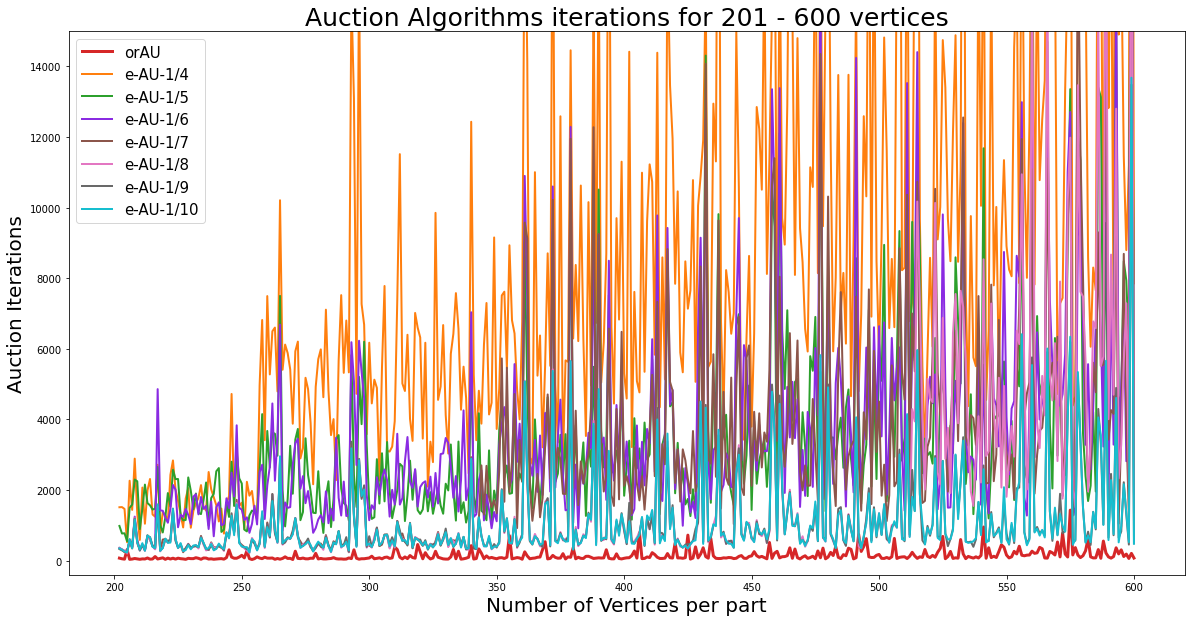 Auction Algorithms iterations for 201 - 600 vertices
orAU
e-AU-1/4
e-AU-1/5
e-AU-1/6
e-AU-1/7
e-AU-1/8
e-AU-1/9
e-AU-1/10
14000
12000
10000
8000
6000
4000
2000
0
Auction Iterations
200 250 300 350 400 450 500 550 600
Number of Vertices per part